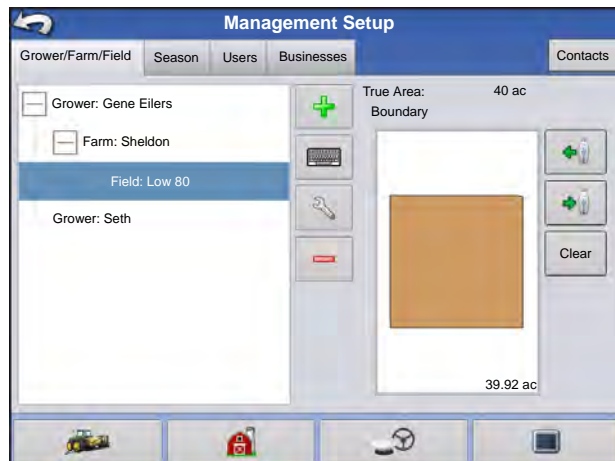 Management Setup
Grower/Farm/Field
Season
Users
Businesses
Contacts
Grower: Gene Eilers
Farm: Sheldon
Field: Low 80
Grower: Seth
True Area: 40 ac
Boundary
Clear
39.92 ac